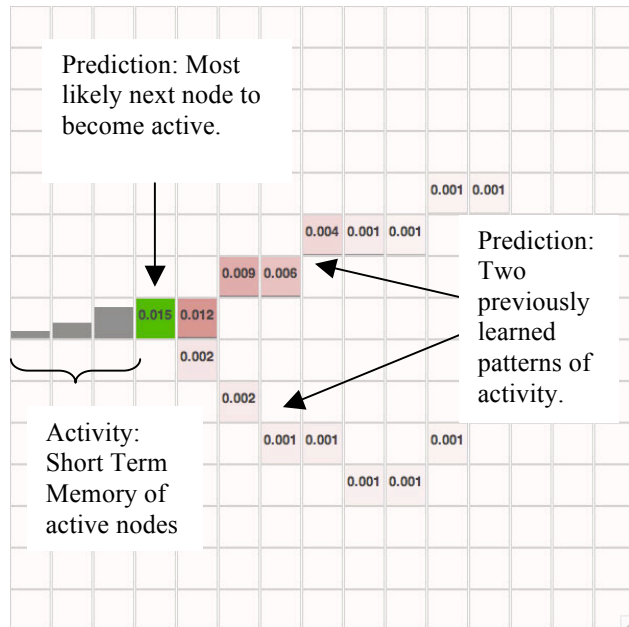 Prediction: Most
likely next node to
become active.
0.001 0.001
0.004 0.001 0.001
Prediction:
Two
previously
learned
patterns of
activity.
0.009 0.006
0.015 0.012
0.002
0.002
Activity:
Short Term
Memory of
active nodes
0.001 0.001 0.001
0.001 0.001